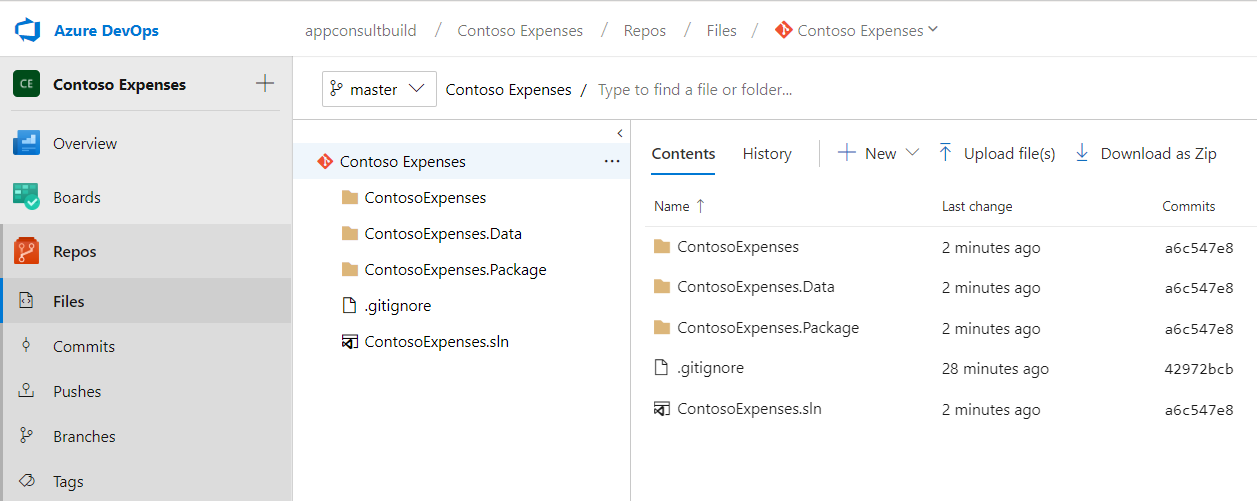 Azure DevOps
appconsultbuild / Contoso Expenses / Repos / Files / Contoso Expenses
CE Contoso Expenses
Overview
Boards
Repos
Files
Commits
Pushes
Branches
Tags
master Contoso Expenses / Type to find a file or folder...
Contoso Expenses ...
ContosoExpenses
ContosoExpenses.Data
ContosoExpenses.Package
.gitignore
ContosoExpenses.sln
Contents History New Upload file(s) Download as Zip
Name ↑ Last change Commits
ContosoExpenses 2 minutes ago a6c547e8
ContosoExpenses.Data 2 minutes ago a6c547e8
ContosoExpenses.Package 2 minutes ago a6c547e8
.gitignore 28 minutes ago 42972bcb
ContosoExpenses.sln 2 minutes ago a6c547e8